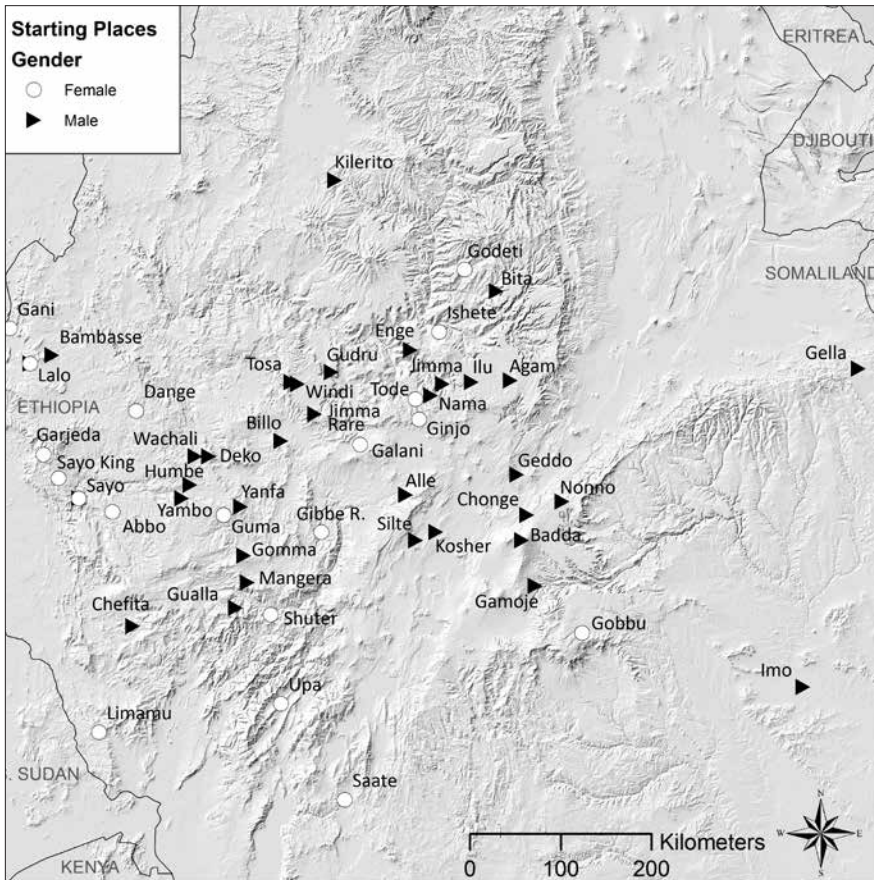 Starting Places
Gender
Female
Male
ERITREA
DJIBOUTI
Kilerito
Godeti
SOMALILAND
Bita
Gani
Ishete
Bambasse
Enge
Gella
Lalo
Tosa
Gudru
Jimma
Ilu
Agam
Dange
Windi
Tode
Nama
ETHIOPIA
Billo
Jimma
Rare
Ginjo
Garjeda
Wachali
Deko
Galani
Sayo King
Humbe
Geddo
Sayo
Yanfa
Alle
Chonge
Nonno
Abbo
Yambo
Guma
Gibbe R.
Silte
Kosher
Badda
Gomma
Mangera
Gualla
Gamoje
Chefita
Shuter
Gobbu
Imo
Upa
Limamu
S. SUDAN
Saate
N
W
E
S
Kilometers
KENYA
0
100
200